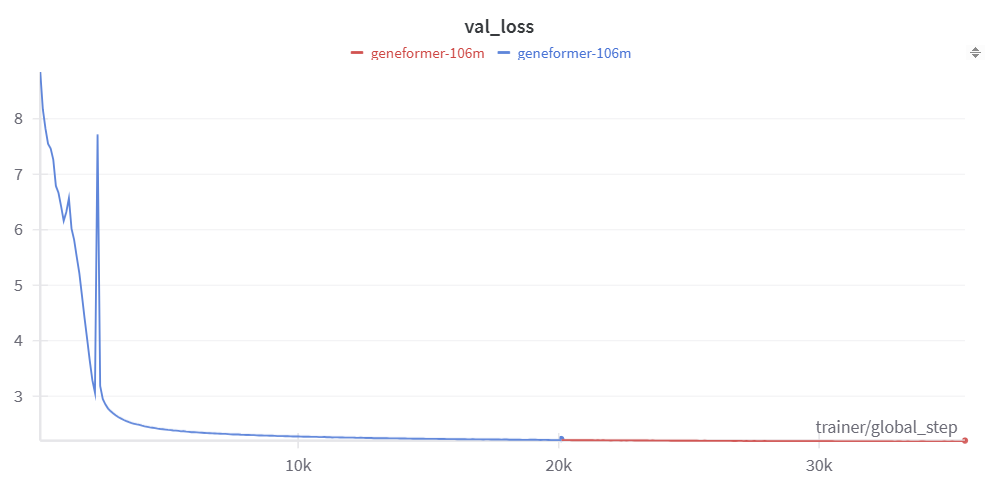 val_loss
geneformer-106m geneformer-106m
8
7
6
5
4
3
trainer/global_step
10k 20k 30k